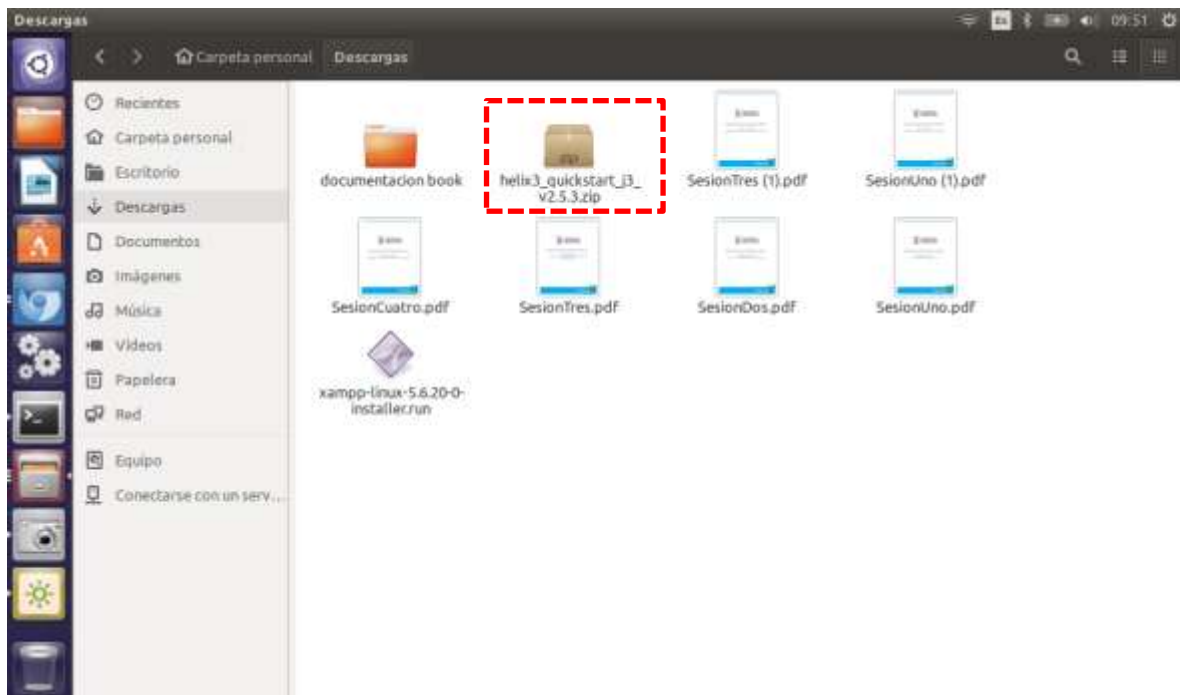 Descargas
Es
09:51
Carpeta personal
Descargas
Recientes
Carpeta personal
Escritorio
Descargas
Documentos
Imágenes
Música
Vídeos
Papelera
Red
Equipo
Conectarse con un serv...
documentacion book
zip
helix3_quickstart_j3_
v2.5.3.zip
SesionTres (1).pdf
SesionUno (1).pdf
SesionCuatro.pdf
SesionTres.pdf
SesionDos.pdf
SesionUno.pdf
xampp-linux-5.6.20-0-
installer.run